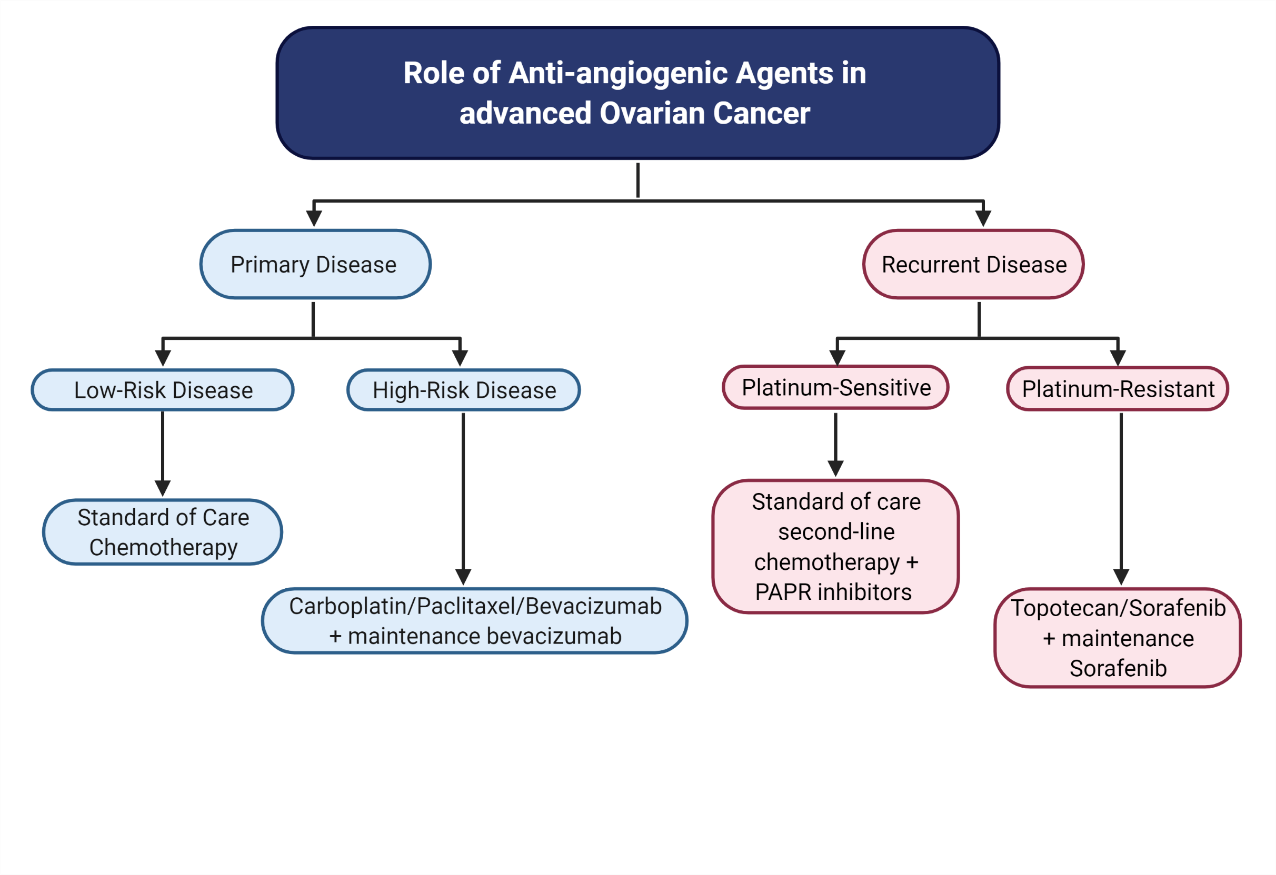 Role of Anti-angiogenic Agents in
advanced Ovarian Cancer
Primary Disease
Recurrent Disease
Low-Risk Disease
High-Risk Disease
Platinum-Sensitive
Platinum-Resistant
Standard of Care
Chemotherapy
Carboplatin/Paclitaxel/Bevacizumab
+ maintenance bevacizumab
Standard of care
second-line
chemotherapy +
PAPR inhibitors
Topotecan/Sorafenib
+ maintenance
Sorafenib